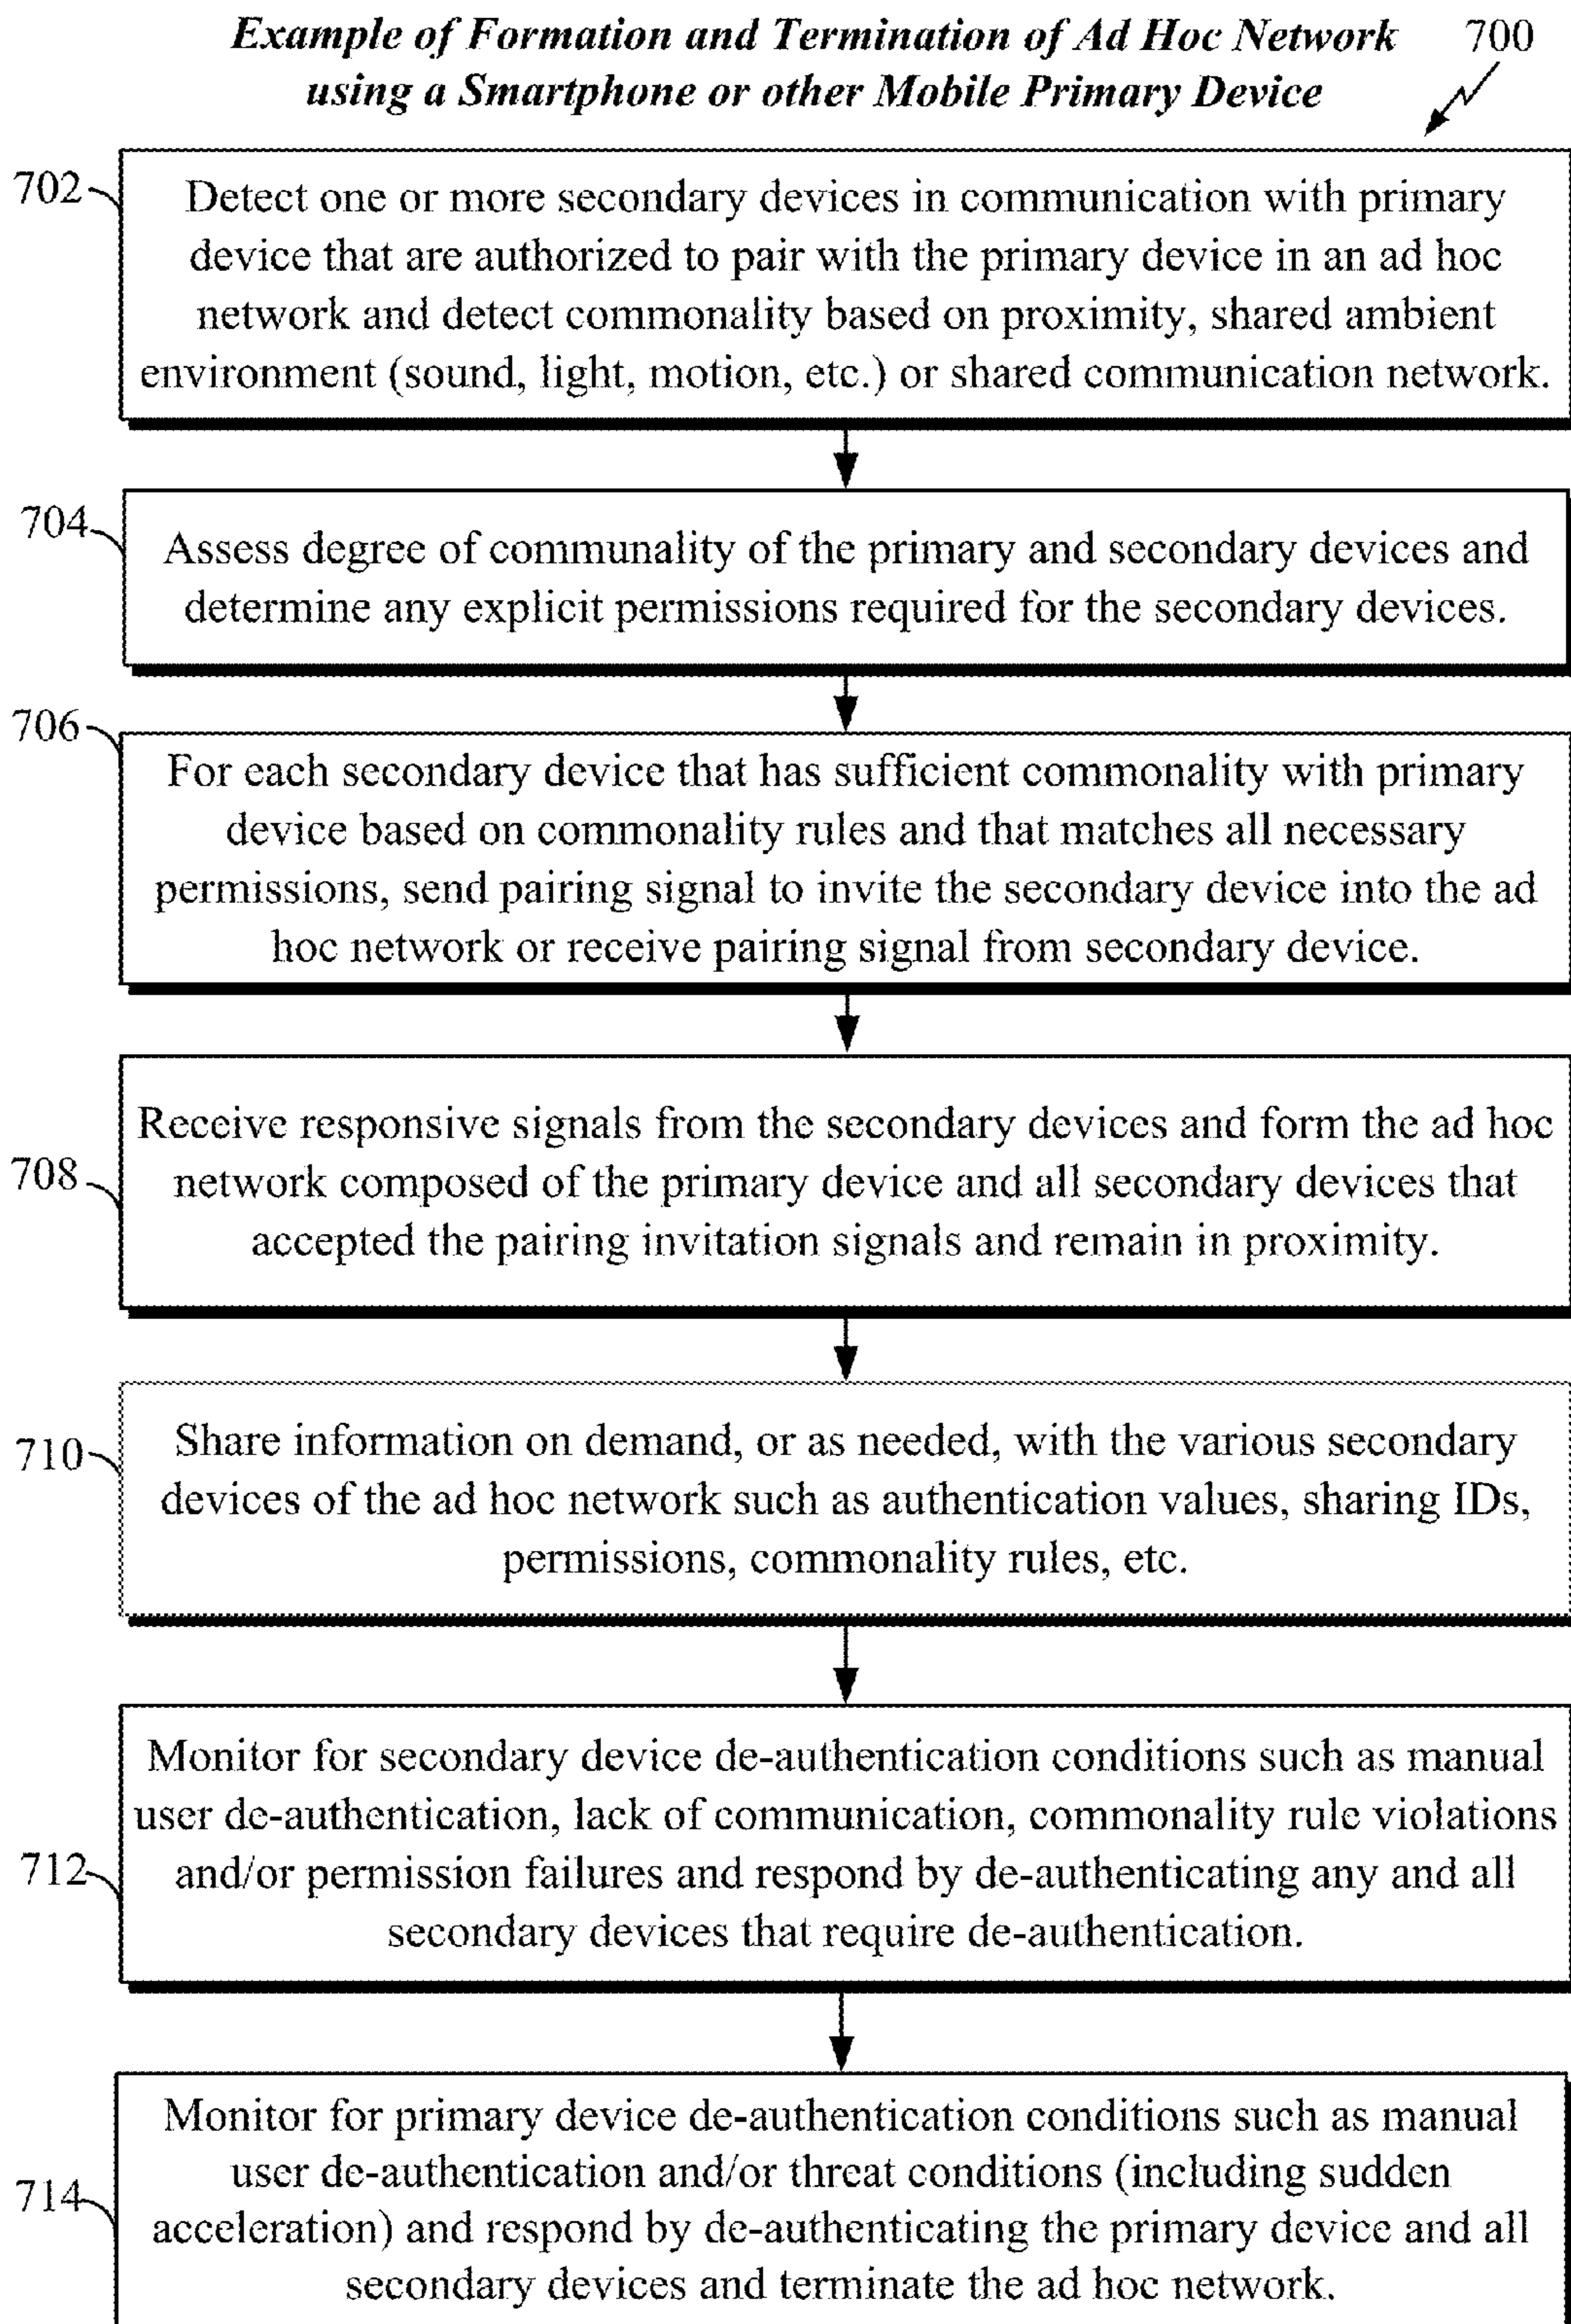 Example of Formation and Termination of Ad Hoc Network
using a Smartphone or other Mobile Primary Device
700
702
Detect one or more secondary devices in communication with primary
device that are authorized to pair with the primary device in an ad hoc
network and detect commonality based on proximity, shared ambient
environment (sound, light, motion, etc.) or shared communication network.
704
Assess degree of communality of the primary and secondary devices and
determine any explicit permissions required for the secondary devices.
706
For each secondary device that has sufficient commonality with primary
device based on commonality rules and that matches all necessary
permissions, send pairing signal to invite the secondary device into the ad
hoc network or receive pairing signal from secondary device.
708
Receive responsive signals from the secondary devices and form the ad hoc
network composed of the primary device and all secondary devices that
accepted the pairing invitation signals and remain in proximity.
710
Share information on demand, or as needed, with the various secondary
devices of the ad hoc network such as authentication values, sharing IDs,
permissions, commonality rules, etc.
712
Monitor for secondary device de-authentication conditions such as manual
user de-authentication, lack of communication, commonality rule violations
and/or permission failures and respond by de-authenticating any and all
secondary devices that require de-authentication.
714
Monitor for primary device de-authentication conditions such as manual
user de-authentication and/or threat conditions (including sudden
acceleration) and respond by de-authenticating the primary device and all
secondary devices and terminate the ad hoc network.